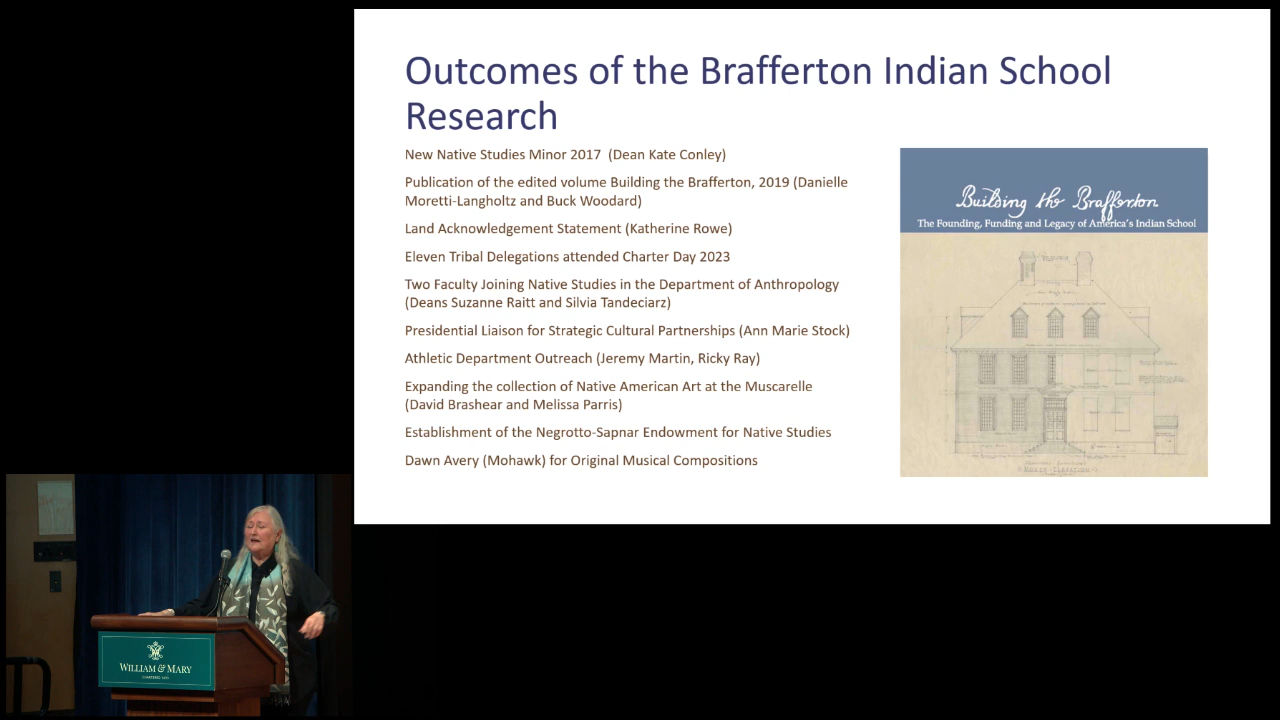 Outcomes of the Brafferton Indian School
Research
New Native Studies Minor 2017 (Dean Kate Conley)
Publication of the edited volume Building the Brafferton, 2019 (Danielle
Moretti-Langholtz and Buck Woodard)
Land Acknowledgement Statement (Katherine Rowe)
Eleven Tribal Delegations attended Charter Day 2023
Two Faculty Joining Native Studies in the Department of Anthropology
(Deans Suzanne Raitt and Silvia Tandeciarz)
Presidential Liaison for Strategic Cultural Partnerships (Ann Marie Stock)
Athletic Department Outreach (Jeremy Martin, Ricky Ray)
Expanding the collection of Native American Art at the Muscarelle
(David Brashear and Melissa Parris)
Establishment of the Negrotto-Sapnar Endowment for Native Studies
Dawn Avery (Mohawk) for Original Musical Compositions
Building the Brafferton
The Founding, Funding and Legacy of America's Indian School
WILLIAM & MARY
CHARTERED 1693